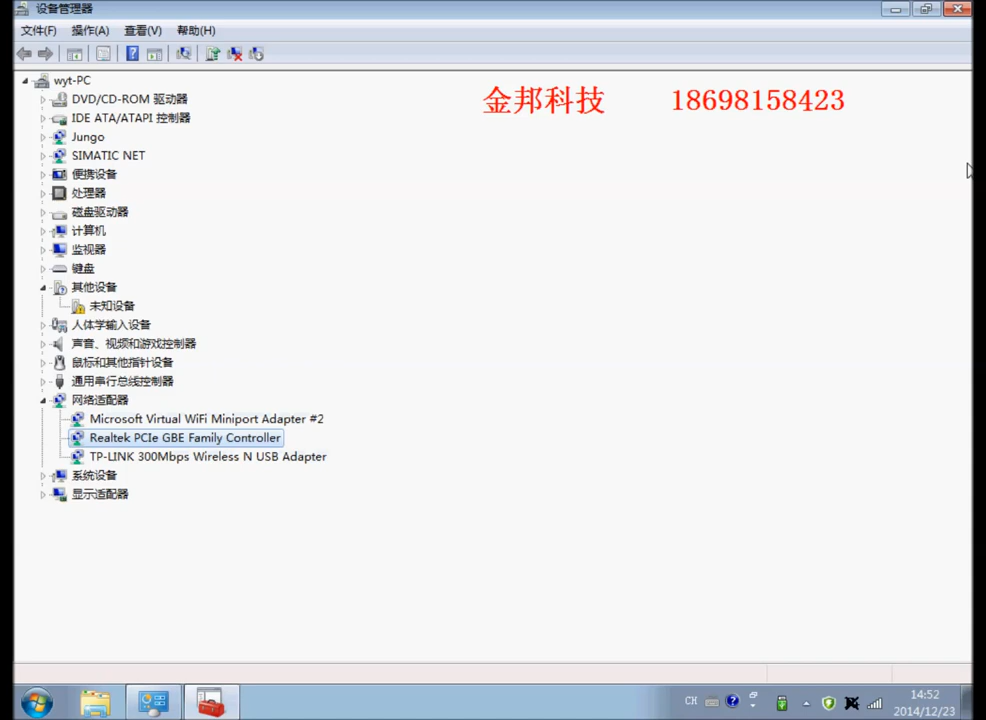 设备管理器
文件(F) 操作(A) 查看(V) 帮助(H)
wyt-PC
金邦科技 18698158423
DVD/CD-ROM 驱动器
IDE ATA/ATAPI 控制器
Jungo
SIMATIC NET
便携设备
处理器
磁盘驱动器
计算机
监视器
键盘
其他设备
未知设备
人体学输入设备
声音、视频和游戏控制器
鼠标和其他指针设备
通用串行总线控制器
网络适配器
Microsoft Virtual WiFi Miniport Adapter #2
Realtek PCIe GBE Family Controller
TP-LINK 300Mbps Wireless N USB Adapter
系统设备
显示适配器
CH
14:52
2014/12/23